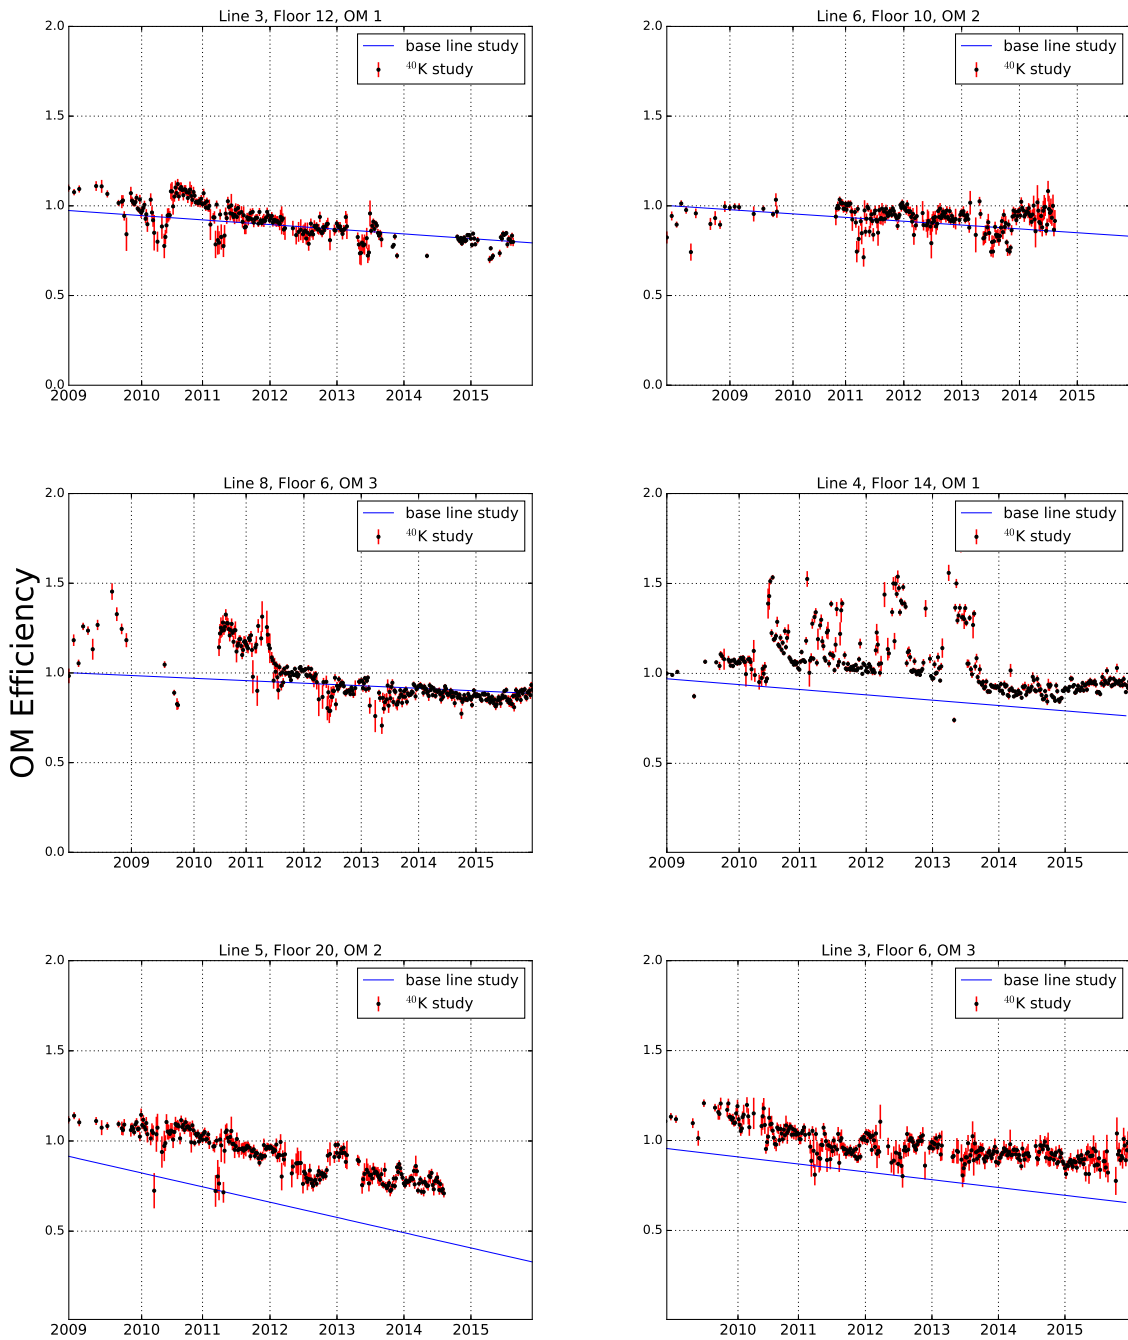 Line 3, Floor 12, OM 1
2.0
1.5
1.0
0.5
0.0
base line study
⁴⁰K study
2009 2010 2011 2012 2013 2014 2015
Line 6, Floor 10, OM 2
2.0
1.5
1.0
0.5
0.0
base line study
⁴⁰K study
2009 2010 2011 2012 2013 2014 2015
OM Efficiency
Line 8, Floor 6, OM 3
2.0
1.5
1.0
0.5
0.0
base line study
⁴⁰K study
2009 2010 2011 2012 2013 2014 2015
Line 4, Floor 14, OM 1
2.0
1.5
1.0
0.5
base line study
⁴⁰K study
2009 2010 2011 2012 2013 2014 2015
Line 5, Floor 20, OM 2
2.0
1.5
1.0
0.5
base line study
⁴⁰K study
2009 2010 2011 2012 2013 2014 2015
Line 3, Floor 6, OM 3
2.0
1.5
1.0
0.5
base line study
⁴⁰K study
2010 2011 2012 2013 2014 2015